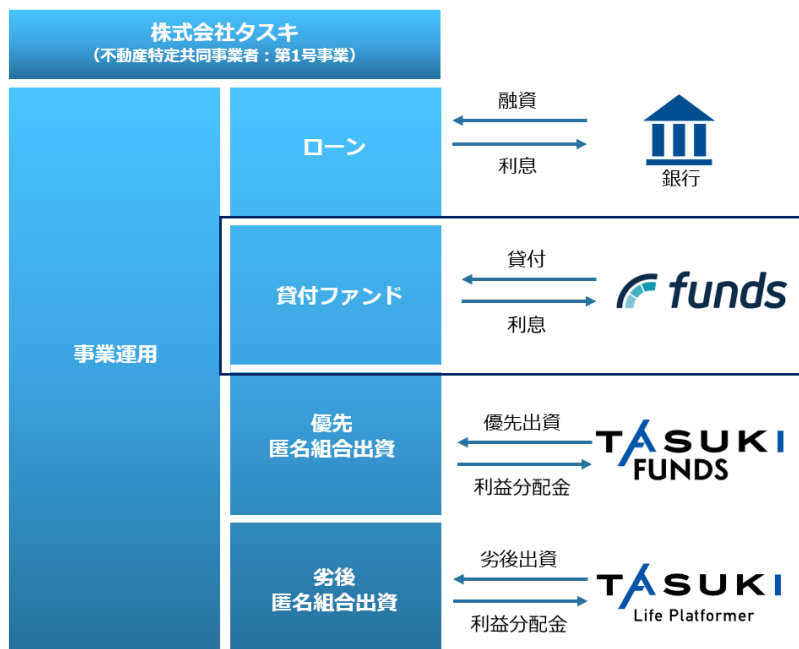 株式会社タスキ
（不動産特定共同事業者：第1号事業）
事業運用
ローン
融資
利息
銀行
貸付ファンド
貸付
利息
funds
優先
匿名組合出資
優先出資
利益分配金
TASUKI
FUNDS
劣後
匿名組合出資
劣後出資
利益分配金
TASUKI
Life Platformer